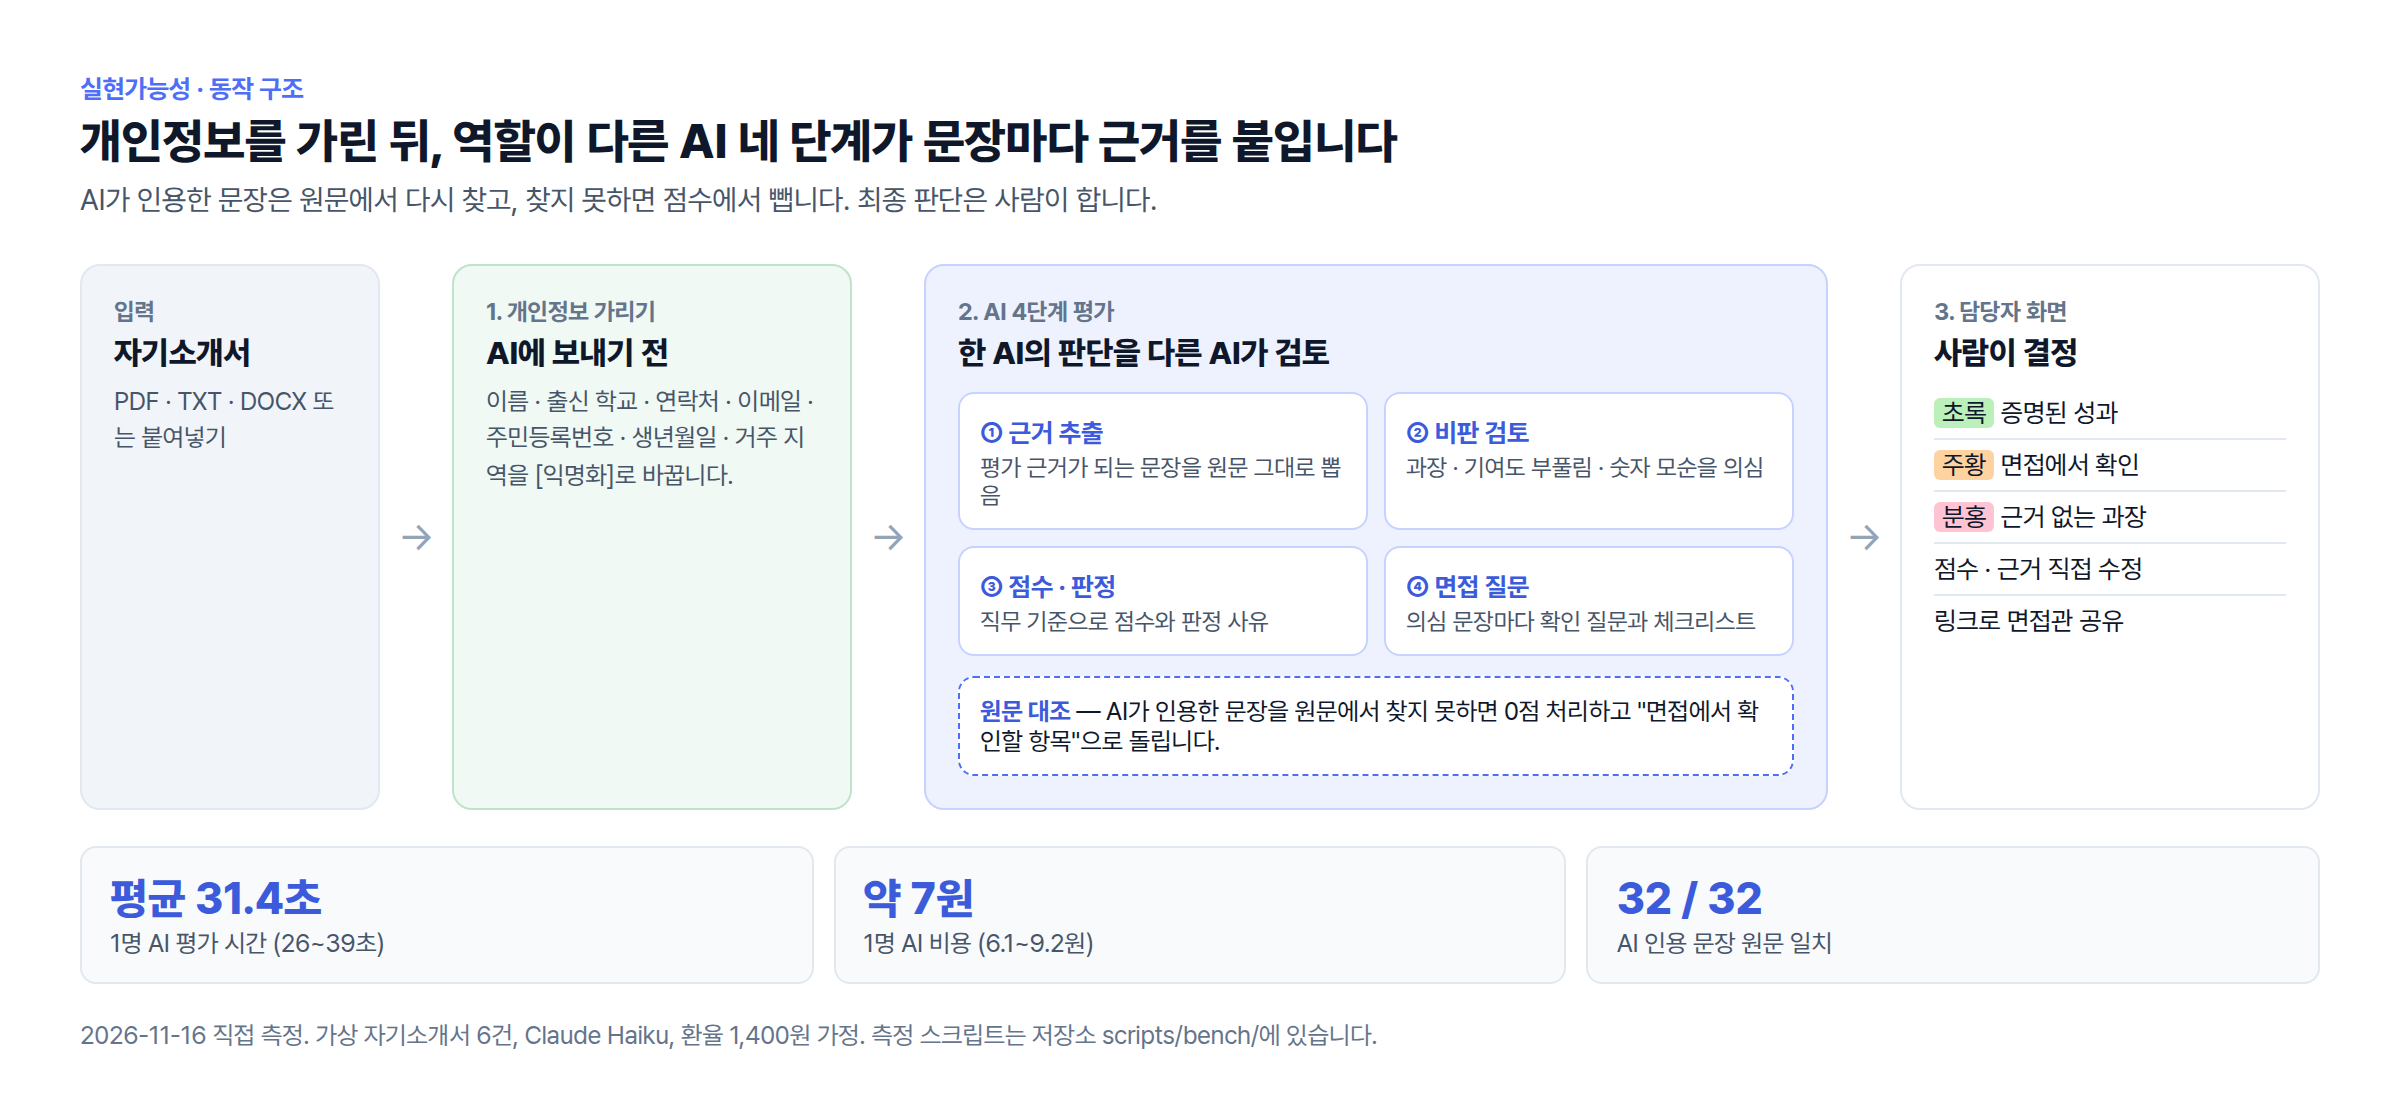 실현가능성 · 동작 구조
개인정보를 가린 뒤, 역할이 다른 AI 네 단계가 문장마다 근거를 붙입니다
AI가 인용한 문장은 원문에서 다시 찾고, 찾지 못하면 점수에서 뺍니다. 최종 판단은 사람이 합니다.
입력
자기소개서
PDF · TXT · DOCX 또
는 붙여넣기
→
1. 개인정보 가리기
AI에 보내기 전
이름 · 출신 학교 · 연락처 · 이메일 ·
주민등록번호 · 생년월일 · 거주 지
역을 [익명화]로 바꿉니다.
→
2. AI 4단계 평가
한 AI의 판단을 다른 AI가 검토
① 근거 추출
평가 근거가 되는 문장을 원문 그대로 뽑
음
② 비판 검토
과장 · 기여도 부풀림 · 숫자 모순을 의심
③ 점수 · 판정
직무 기준으로 점수와 판정 사유
④ 면접 질문
의심 문장마다 확인 질문과 체크리스트
원문 대조 — AI가 인용한 문장을 원문에서 찾지 못하면 0점 처리하고 "면접에서 확
인할 항목"으로 돌립니다.
→
3. 담당자 화면
사람이 결정
초록 증명된 성과
주황 면접에서 확인
분홍 근거 없는 과장
점수 · 근거 직접 수정
링크로 면접관 공유
평균 31.4초
1명 AI 평가 시간 (26~39초)
약 7원
1명 AI 비용 (6.1~9.2원)
32 / 32
AI 인용 문장 원문 일치
2026-11-16 직접 측정. 가상 자기소개서 6건, Claude Haiku, 환율 1,400원 가정. 측정 스크립트는 저장소 scripts/bench/에 있습니다.